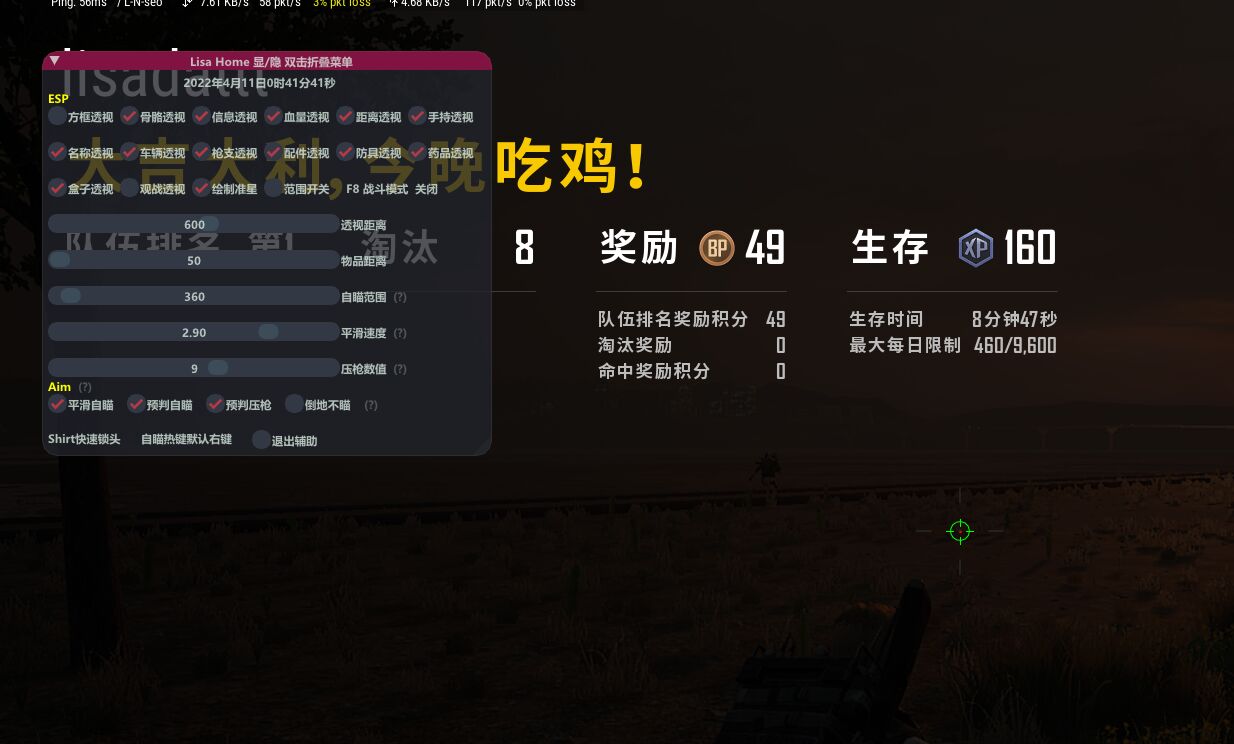 Ping: 56ms / L-N-seo 7.61 KB/s 58 pkt/s 3% pkt loss 4.68 KB/s 117 pkt/s 0% pkt loss
Lisa Home 显/隐 双击折叠菜单
2022年4月11日0时41分41秒
ESP
方框透视 骨骼透视 信息透视 血量透视 距离透视 手持透视
名称透视 车辆透视 枪支透视 配件透视 防具透视 药品透视
大吉大利,今晚吃鸡!
盒子透视 观战透视 绘制准星 范围开关 F8 战斗模式 关闭
600 透视距离
队伍排名 第1 淘汰 8 奖励 BP 49 生存 XP 160
50 物品距离
360 自瞄范围 (?)
2.90 平滑速度 (?)
9 压枪数值 (?)
队伍排名奖励积分 49
淘汰奖励 0
命中奖励积分 0
生存时间 8分钟47秒
最大每日限制 460/9,600
Aim (?)
平滑自瞄 预判自瞄 预判压枪 倒地不瞄 (?)
Shirt快速锁头 自瞄热键默认右键 退出辅助